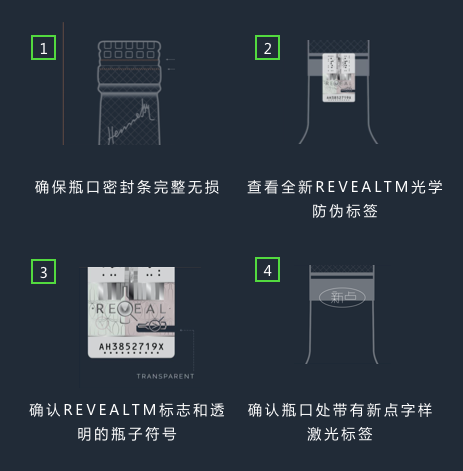 1
Hennessy
2
AH3852719X
确保瓶口密封条完整无损
查看全新REVEALTM光学
防伪标签
3
REVEAL
AH3852719X
TRANSPARENT
4
新点
确认REVEALTM标志和透
明的瓶子符号
确认瓶口处带有新点字样
激光标签